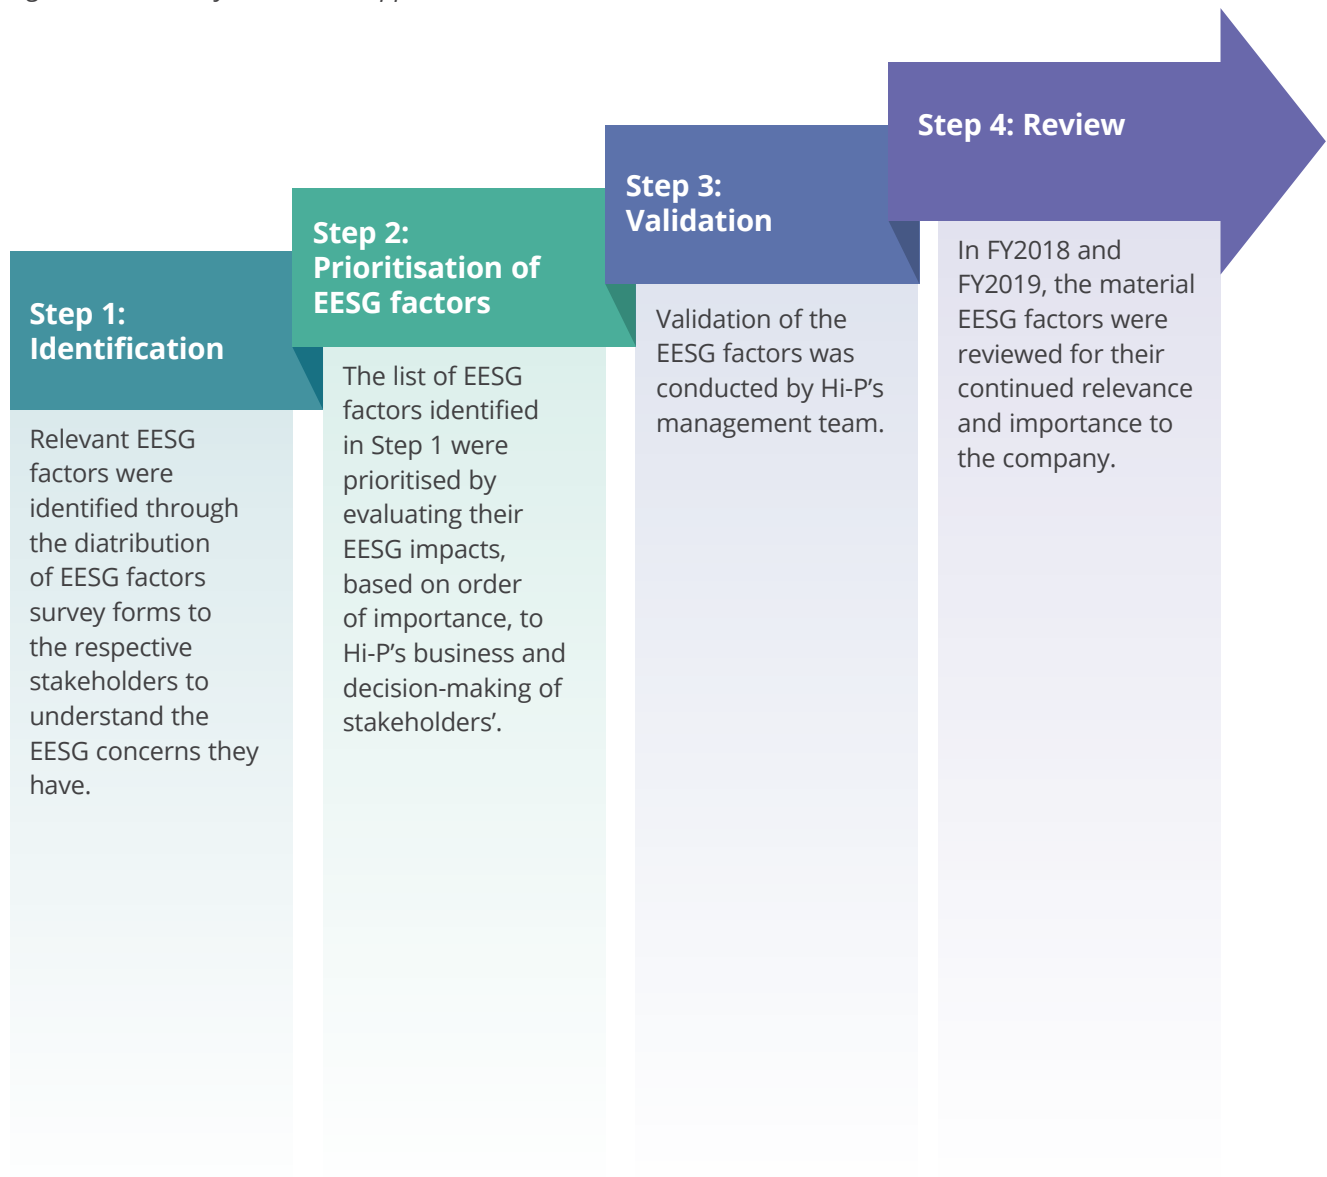 Step 1:
Identification
Relevant EESG
factors were
identified through
the diatribution
of EESG factors
survey forms to
the respective
stakeholders to
understand the
EESG concerns they
have.
Step 2:
Prioritisation of
EESG factors
The list of EESG
factors identified
in Step 1 were
prioritised by
evaluating their
EESG impacts,
based on order
of importance, to
Hi-P’s business and
decision-making of
stakeholders’.
Step 3:
Validation
Validation of the
EESG factors was
conducted by Hi-P’s
management team.
Step 4: Review
In FY2018 and
FY2019, the material
EESG factors were
reviewed for their
continued relevance
and importance to
the company.